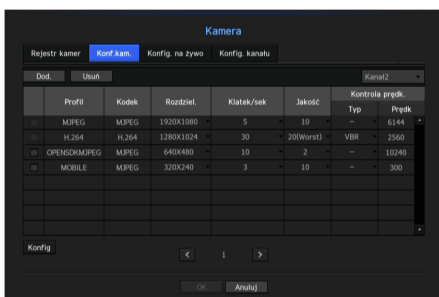 Kamera
Rejestr kamer Konf.kam. Konfig. na żywo Konfig. kanału
Dod. Usuń Kanał2
Profil Kodek Rozdziel. Klatek/sek Jakość Kontrola prędk.
Typ Prędk
MJPEG MJPEG 1920X1080 5 10 – 6144
H.264 H.264 1280X1024 30 20(Worst) VBR 2560
OPENSDKMJPEG MJPEG 640X480 10 2 – 10240
MOBILE MJPEG 320X240 3 10 – 300
Konfig
< 1 >
OK Anuluj